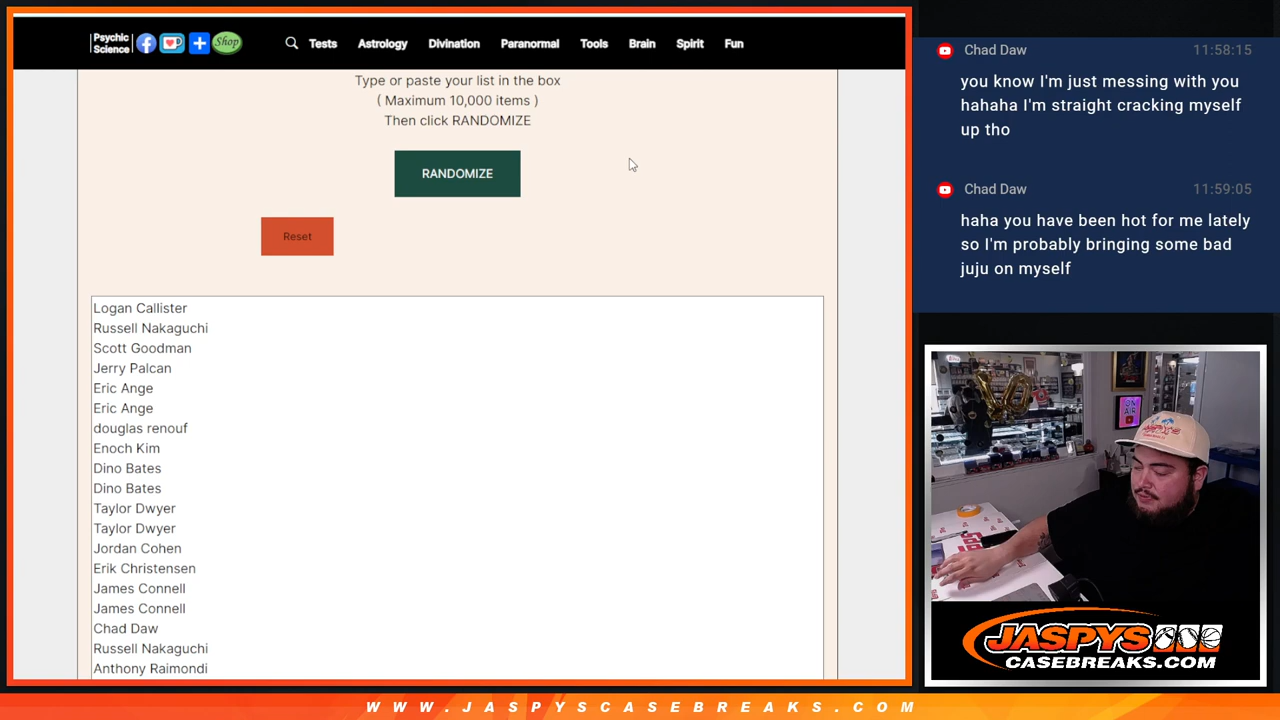 Psychic
Science
Shop
Tests
Astrology
Divination
Paranormal
Tools
Brain
Spirit
Fun
Type or paste your list in the box
( Maximum 10,000 items )
Then click RANDOMIZE
RANDOMIZE
Reset
Logan Callister
Russell Nakaguchi
Scott Goodman
Jerry Palcan
Eric Ange
Eric Ange
douglas renouf
Enoch Kim
Dino Bates
Dino Bates
Taylor Dwyer
Taylor Dwyer
Jordan Cohen
Erik Christensen
James Connell
James Connell
Chad Daw
Russell Nakaguchi
Anthony Raimondi
Chad Daw 11:58:15
you know I'm just messing with you
hahaha I'm straight cracking myself
up tho
Chad Daw 11:59:05
haha you have been hot for me lately
so I'm probably bringing some bad
juju on myself
ON
AIR
JASPYS
CASEBREAKS.COM
WWW.JASPYSCASEBREAKS.COM